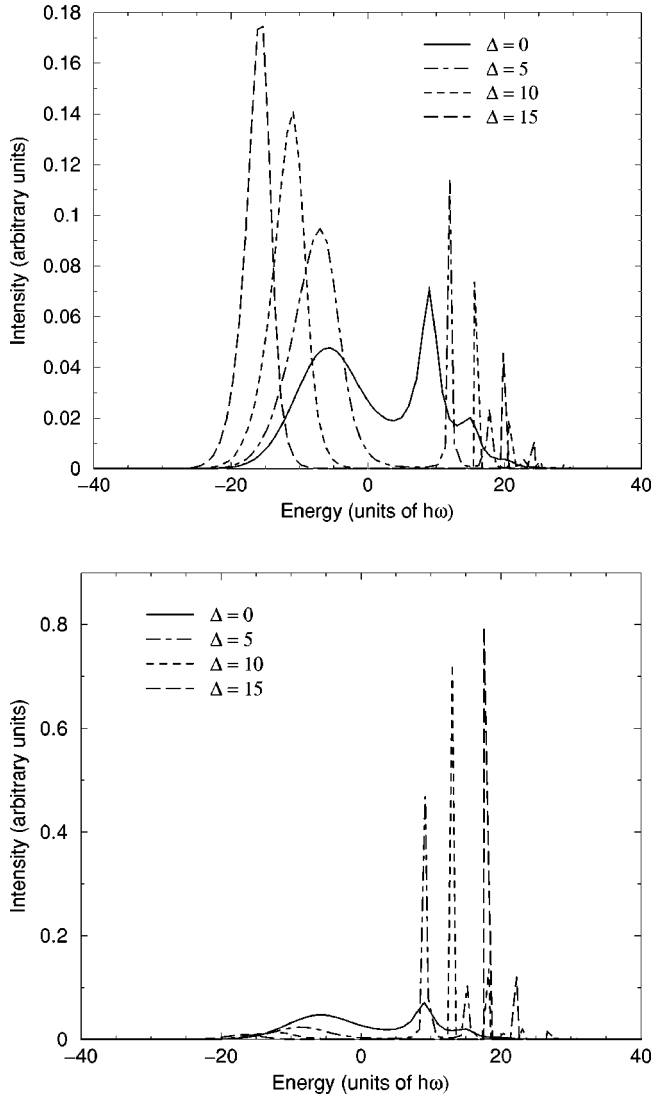 0.18
0.16
0.14
0.12
0.1
0.08
0.06
0.04
0.02
0
Intensity (arbitrary units)
Δ = 0
Δ = 5
Δ = 10
Δ = 15
−40
−20
0
20
40
Energy (units of hω)
0.8
0.6
0.4
0.2
0
Intensity (arbitrary units)
Δ = 0
Δ = 5
Δ = 10
Δ = 15
−40
−20
0
20
40
Energy (units of hω)